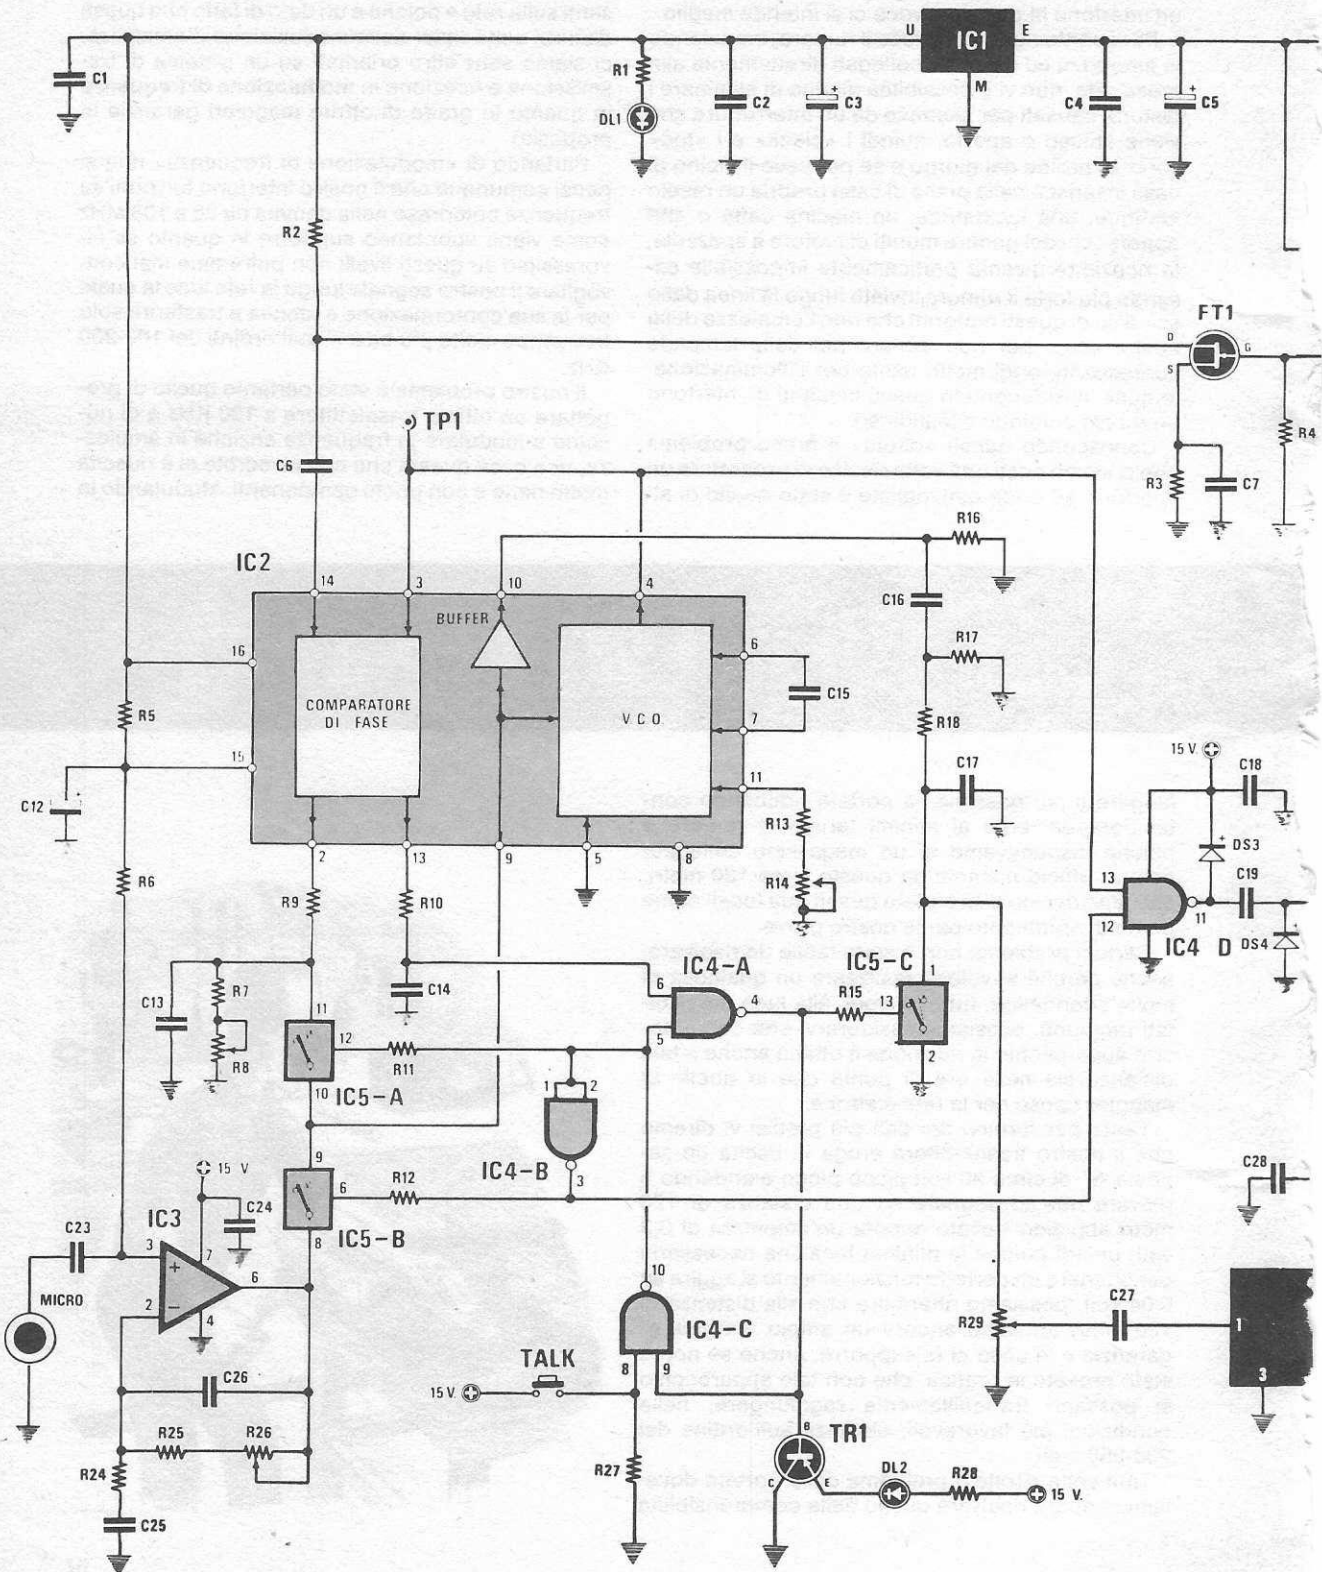 U IC1 E
M
C1
R1
DL1
C2
+
C3
C4
+
C5
R2
FT1
D
G
S
R4
R3
C7
TP1
C6
R16
IC2
14 3 10 4
BUFFER
C16
16
COMPARATORE
DI FASE
V.C.O.
6
C15
7
R17
R5
R18
15
11
C17
15 V.
C18
C12
+
R13
DS3
+
2 13 9 5 8
R14
13
C19
R6
R9
R10
12
11
IC4 D
DS4
IC4-A
IC5-C
1
C13
R7
C14
6
4
R15
13
R8
11
12
R11
5
2
10
IC5-A
1 2
9
IC4-B
15 V
R12
3
C28
6
C23
IC3
C24
IC5-B
8
3
+
7
6
10
MICRO
2
−
4
IC4-C
C27
R29
1
TALK
8 9
C26
15 V.
3
R25
R26
B
TR1
R24
R27
DL2
R28
C
E
15 V.
C25